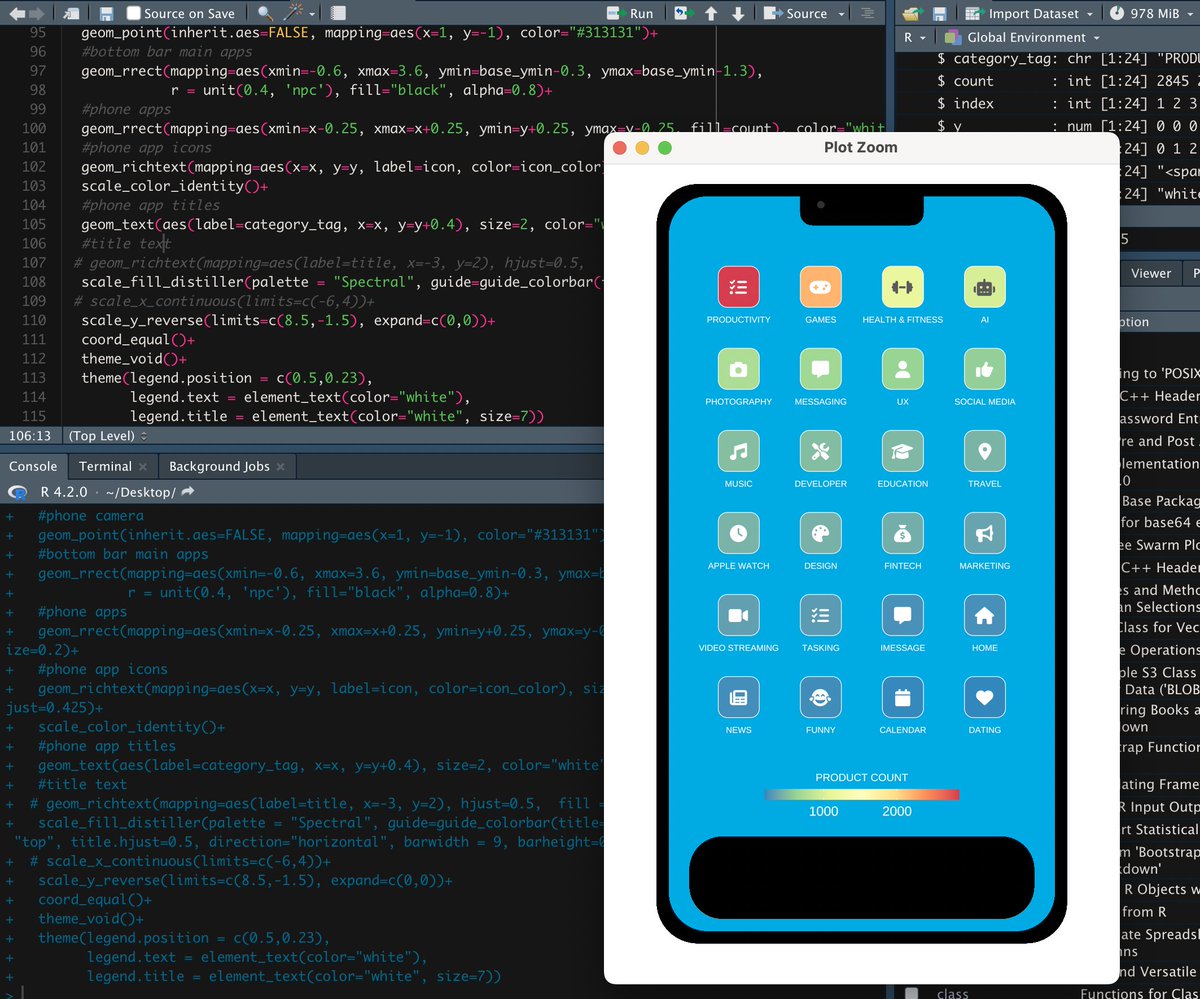 Source on Save
Run
Source
Import Dataset
978 MiB
R
Global Environment
95 geom_point(inherit.aes=FALSE, mapping=aes(x=1, y=-1), color="#313131")+
96 #bottom bar main apps
97 geom_rrect(mapping=aes(xmin=-0.6, xmax=3.6, ymin=base_ymin-0.3, ymax=base_ymin-1.3),
98 r = unit(0.4, 'npc'), fill="black", alpha=0.8)+
99 #phone apps
100 geom_rrect(mapping=aes(xmin=x-0.25, xmax=x+0.25, ymin=y+0.25, ymax=y-0.25, fill=count), color="whit
101 #phone app icons
102 geom_richtext(mapping=aes(x=x, y=y, label=icon, color=icon_color)
103 scale_color_identity()+
104 #phone app titles
105 geom_text(aes(label=category_tag, x=x, y=y+0.4), size=2, color="w
106 #title text
107 # geom_richtext(mapping=aes(label=title, x=-3, y=2), hjust=0.5,
108 scale_fill_distiller(palette = "Spectral", guide=guide_colorbar(
109 # scale_x_continuous(limits=c(-6,4))+
110 scale_y_reverse(limits=c(8.5,-1.5), expand=c(0,0))+
111 coord_equal()+
112 theme_void()+
113 theme(legend.position = c(0.5,0.23),
114 legend.text = element_text(color="white"),
115 legend.title = element_text(color="white", size=7))
106:13 (Top Level)
Console Terminal Background Jobs
R 4.2.0 · ~/Desktop/
+ #phone camera
+ geom_point(inherit.aes=FALSE, mapping=aes(x=1, y=-1), color="#313131")
+ #bottom bar main apps
+ geom_rrect(mapping=aes(xmin=-0.6, xmax=3.6, ymin=base_ymin-0.3, ymax=b
+ r = unit(0.4, 'npc'), fill="black", alpha=0.8)+
+ #phone apps
+ geom_rrect(mapping=aes(xmin=x-0.25, xmax=x+0.25, ymin=y+0.25, ymax=y-0
ize=0.2)+
+ #phone app icons
+ geom_richtext(mapping=aes(x=x, y=y, label=icon, color=icon_color), siz
just=0.425)+
+ scale_color_identity()+
+ #phone app titles
+ geom_text(aes(label=category_tag, x=x, y=y+0.4), size=2, color="white"
+ #title text
+ # geom_richtext(mapping=aes(label=title, x=-3, y=2), hjust=0.5, fill =
+ scale_fill_distiller(palette = "Spectral", guide=guide_colorbar(title=
"top", title.hjust=0.5, direction="horizontal", barwidth = 9, barheight=0
+ # scale_x_continuous(limits=c(-6,4))+
+ scale_y_reverse(limits=c(8.5,-1.5), expand=c(0,0))+
+ coord_equal()+
+ theme_void()+
+ theme(legend.position = c(0.5,0.23),
+ legend.text = element_text(color="white"),
+ legend.title = element_text(color="white", size=7))
>
Plot Zoom
PRODUCTIVITY GAMES HEALTH & FITNESS AI
PHOTOGRAPHY MESSAGING UX SOCIAL MEDIA
MUSIC DEVELOPER EDUCATION TRAVEL
APPLE WATCH DESIGN FINTECH MARKETING
VIDEO STREAMING TASKING IMESSAGE HOME
NEWS FUNNY CALENDAR DATING
PRODUCT COUNT
1000 2000
$ category_tag: chr [1:24] "PRODU
$ count : int [1:24] 2845 2
$ index : int [1:24] 1 2 3
$ y : num [1:24] 0 0 0
:24] 0 1 2
:24] "<span
:24] "white
5
Viewer P
ption
ing to 'POSIX
C++ Header
assword Ent
Pre and Post
lementation
.0
Base Packag
for base64 e
ee Swarm Plo
C++ Header
es and Metho
an Selections
Class for Vec
e Operations
ple S3 Class
Data ('BLOB
ring Books a
own
trap Function
lating Frame
R Input Outp
rt Statistical
m 'Bootstrap
kdown'
R Objects w
from R
ate Spreadsh
mns
nd Versatile
class Functions for Class